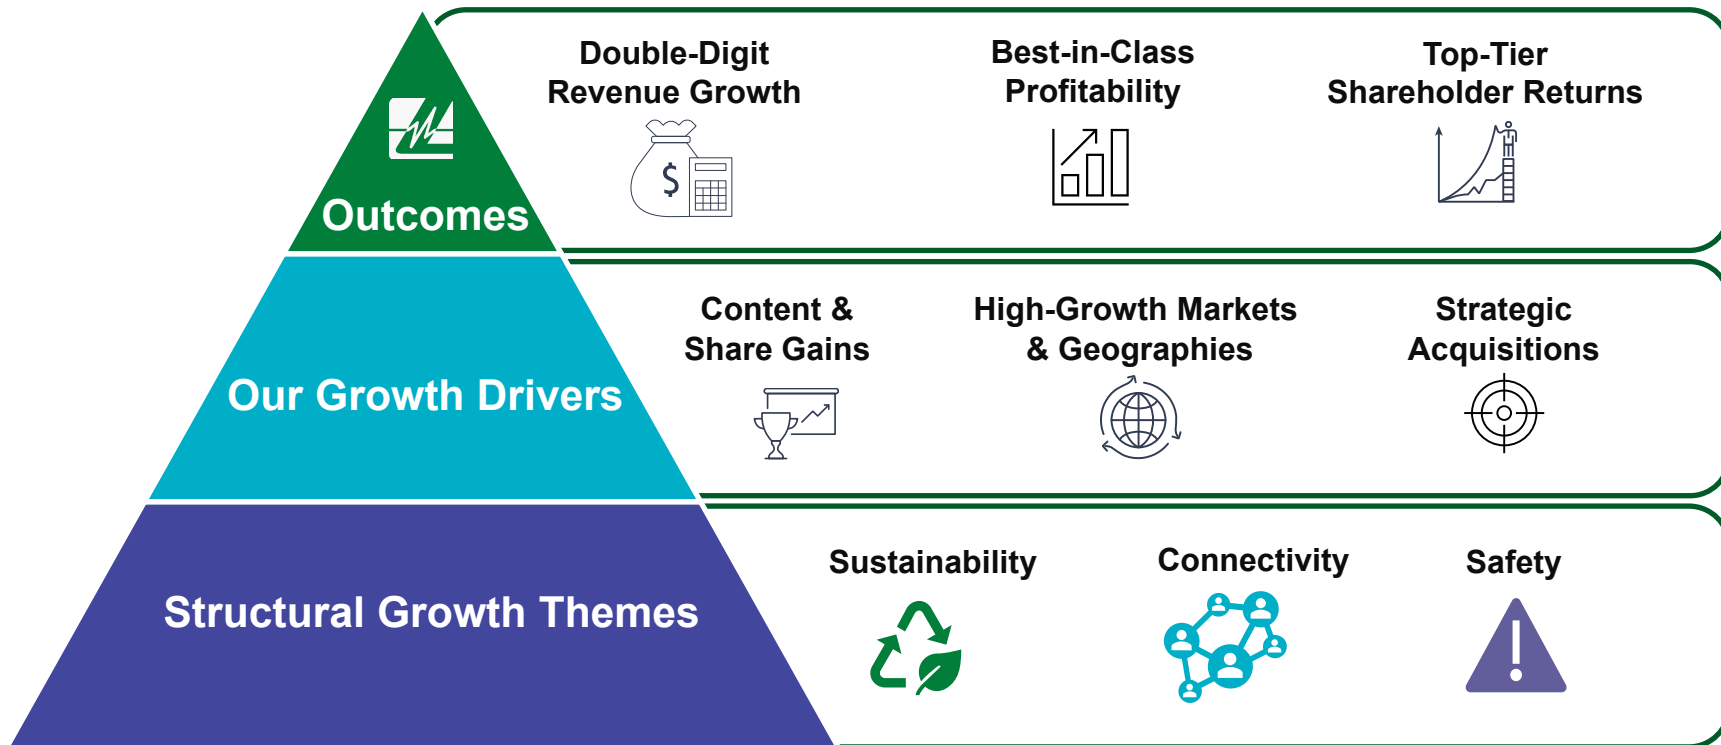 Double-Digit
Revenue Growth
Best-in-Class
Profitability
Top-Tier
Shareholder Returns
$
Outcomes
Content &
Share Gains
High-Growth Markets
& Geographies
Strategic
Acquisitions
Our Growth Drivers
Sustainability
Connectivity
Safety
Structural Growth Themes